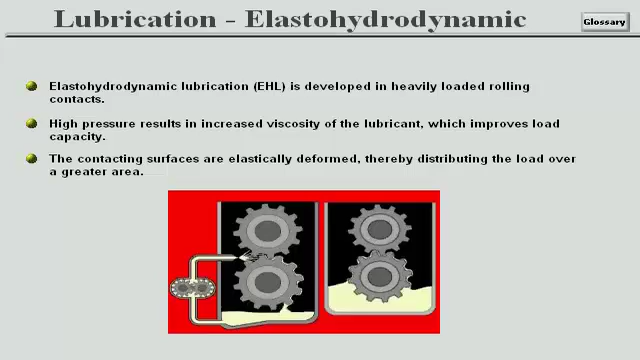 Lubrication - Elastohydrodynamic
Glossary
Elastohydrodynamic lubrication (EHL) is developed in heavily loaded rolling
contacts.
High pressure results in increased viscosity of the lubricant, which improves load
capacity.
The contacting surfaces are elastically deformed, thereby distributing the load over
a greater area.